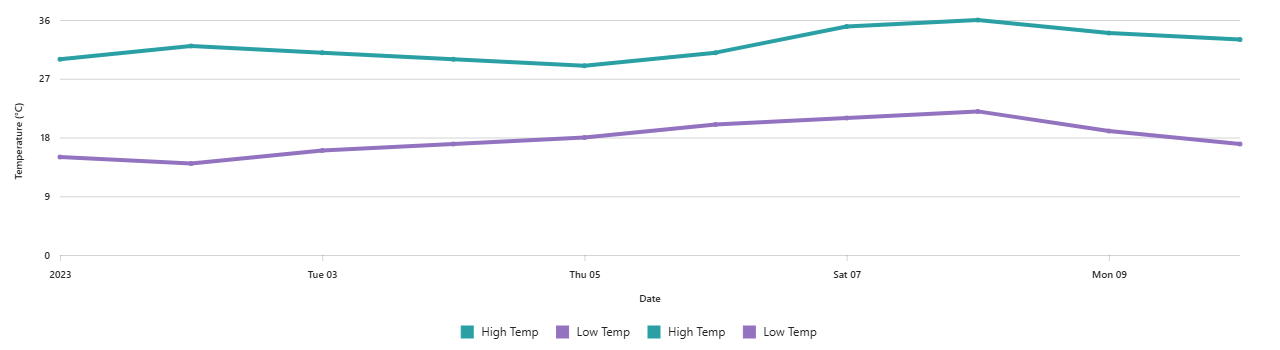 36
27
18
9
0
Temperature (°C)
2023 Tue 03 Thu 05 Sat 07 Mon 09
Date
High Temp Low Temp High Temp Low Temp